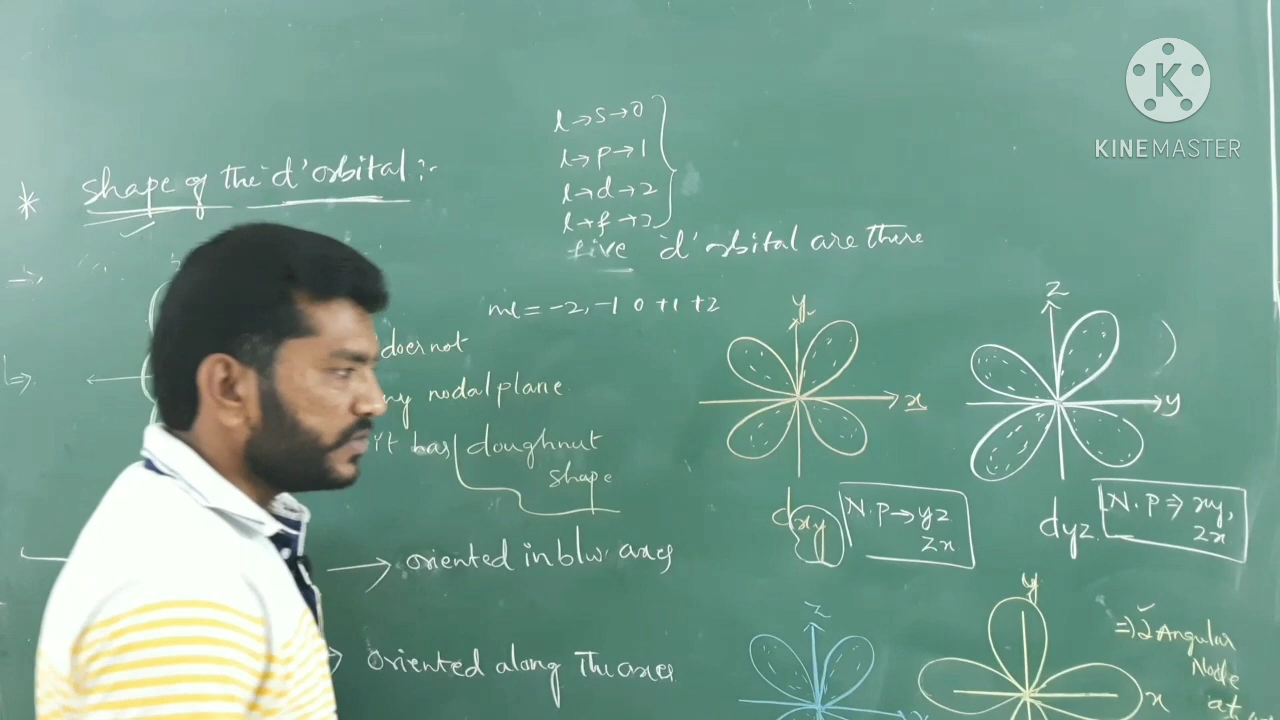 K
KINEMASTER
* Shape of the 'd' orbital :-
l → s → 0
l → p → 1
l → d → 2
l → f → 3
five 'd' orbital are there
ml = -2, -1 0 +1 +2
does not
ny nodal plane
it has doughnut
shape
→ oriented in b/w axes
oriented along The axes
y
x
dxy
N.P → yz
zx
z
y
dyz
N.P ⇒ xy,
zx
z
y
x
⇒ 2 Angular
Node
at